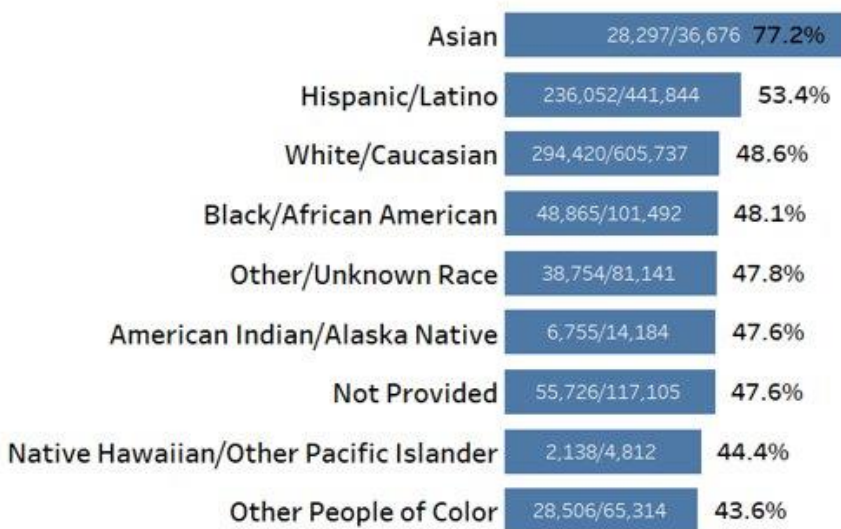 Asian 28,297/36,676 77.2%
Hispanic/Latino 236,052/441,844 53.4%
White/Caucasian 294,420/605,737 48.6%
Black/African American 48,865/101,492 48.1%
Other/Unknown Race 38,754/81,141 47.8%
American Indian/Alaska Native 6,755/14,184 47.6%
Not Provided 55,726/117,105 47.6%
Native Hawaiian/Other Pacific Islander 2,138/4,812 44.4%
Other People of Color 28,506/65,314 43.6%